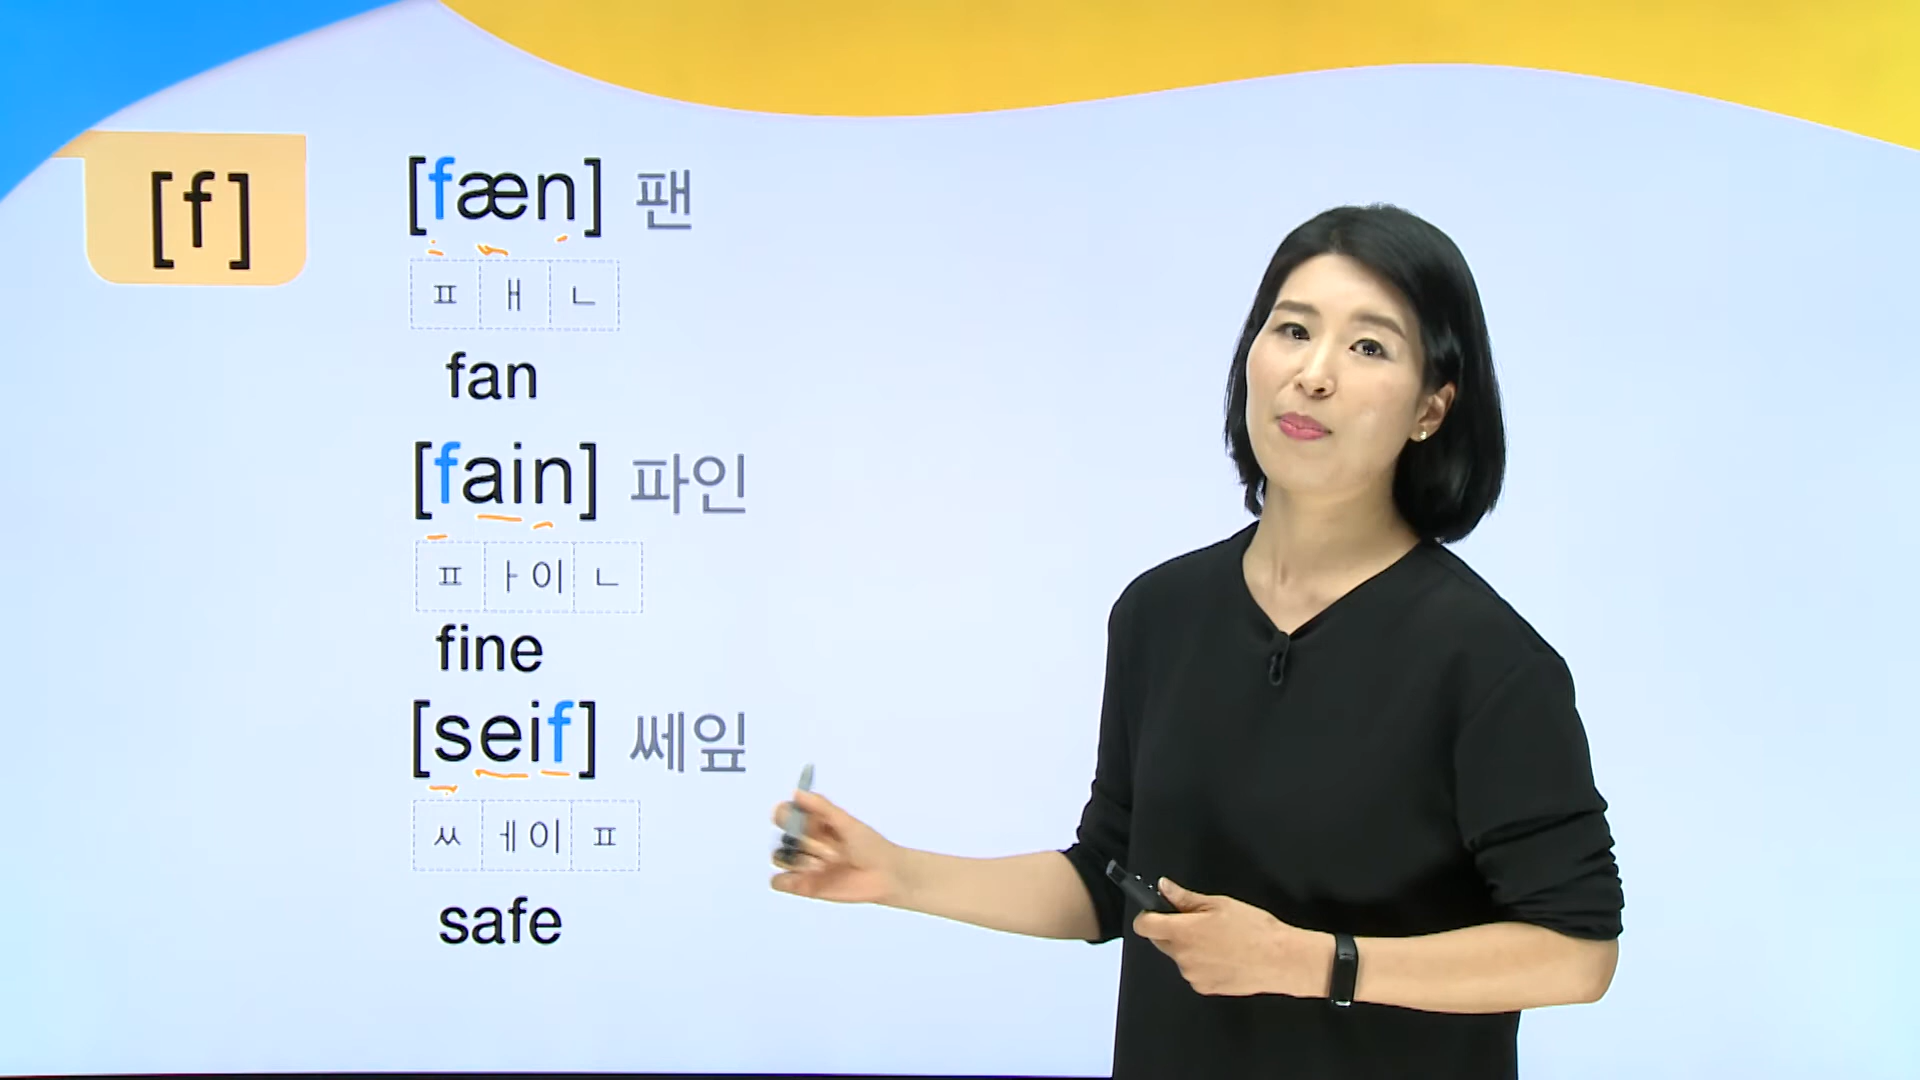 [f]
[fæn] 팬
ㅍ ㅐ ㄴ
fan
[fain] 파인
ㅍ ㅏ이 ㄴ
fine
[seif] 쎄잎
ㅆ ㅔ이 ㅍ
safe